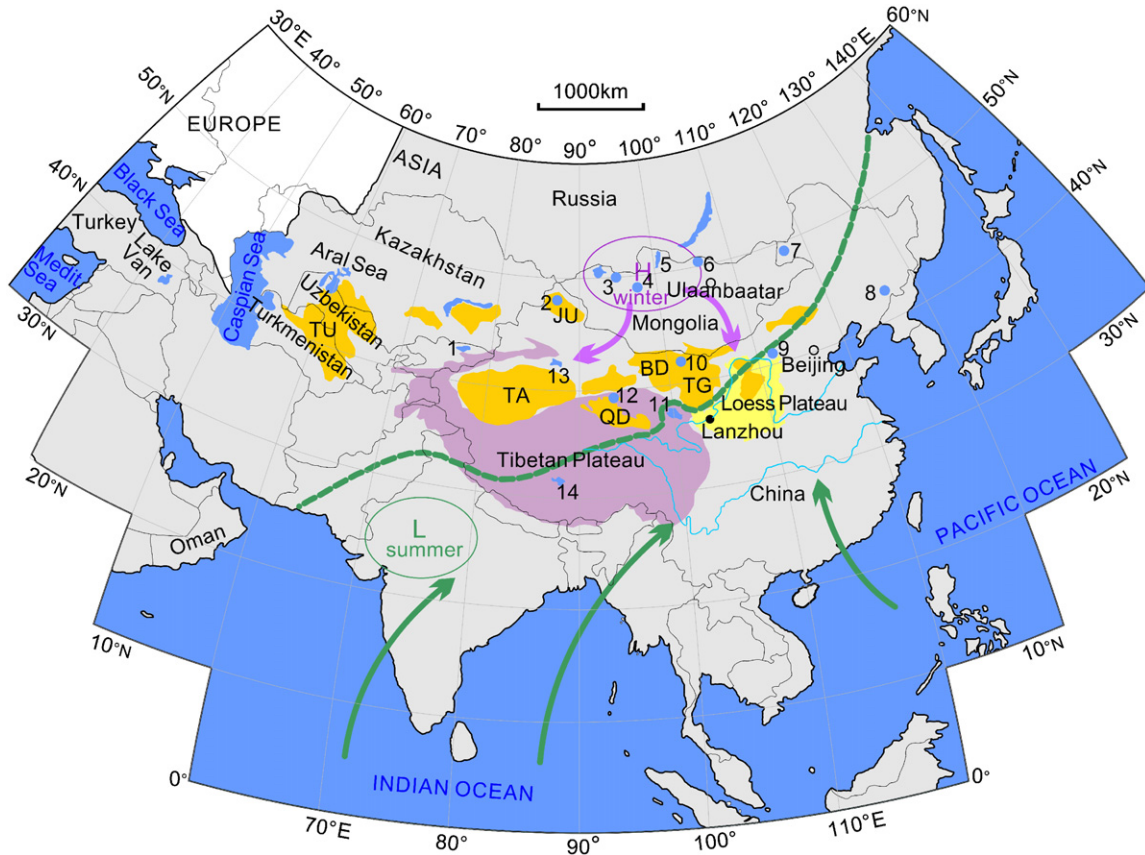 30°E
40°
50°
60°
70°
80°
90°
100°
110°
120°
130°
140°E
60°N
50°N
40°N
30°N
20°N
10°N
0°
50°N
40°N
30°N
20°N
10°N
0°
70°E
80°
90°
100°
110°E
1000km
EUROPE
ASIA
Russia
Black Sea
Turkey
Lake
Van
Medit.
Sea
Caspian Sea
Aral Sea
Kazakhstan
Uzbekistan
TU
Turkmenistan
H
winter
Ulaanbaatar
Mongolia
1
2
JU
3
4
5
6
7
8
9
Beijing
BD
10
TG
TA
13
12
QD
11
Loess Plateau
Lanzhou
Tibetan Plateau
14
China
Oman
L
summer
PACIFIC OCEAN
INDIAN OCEAN